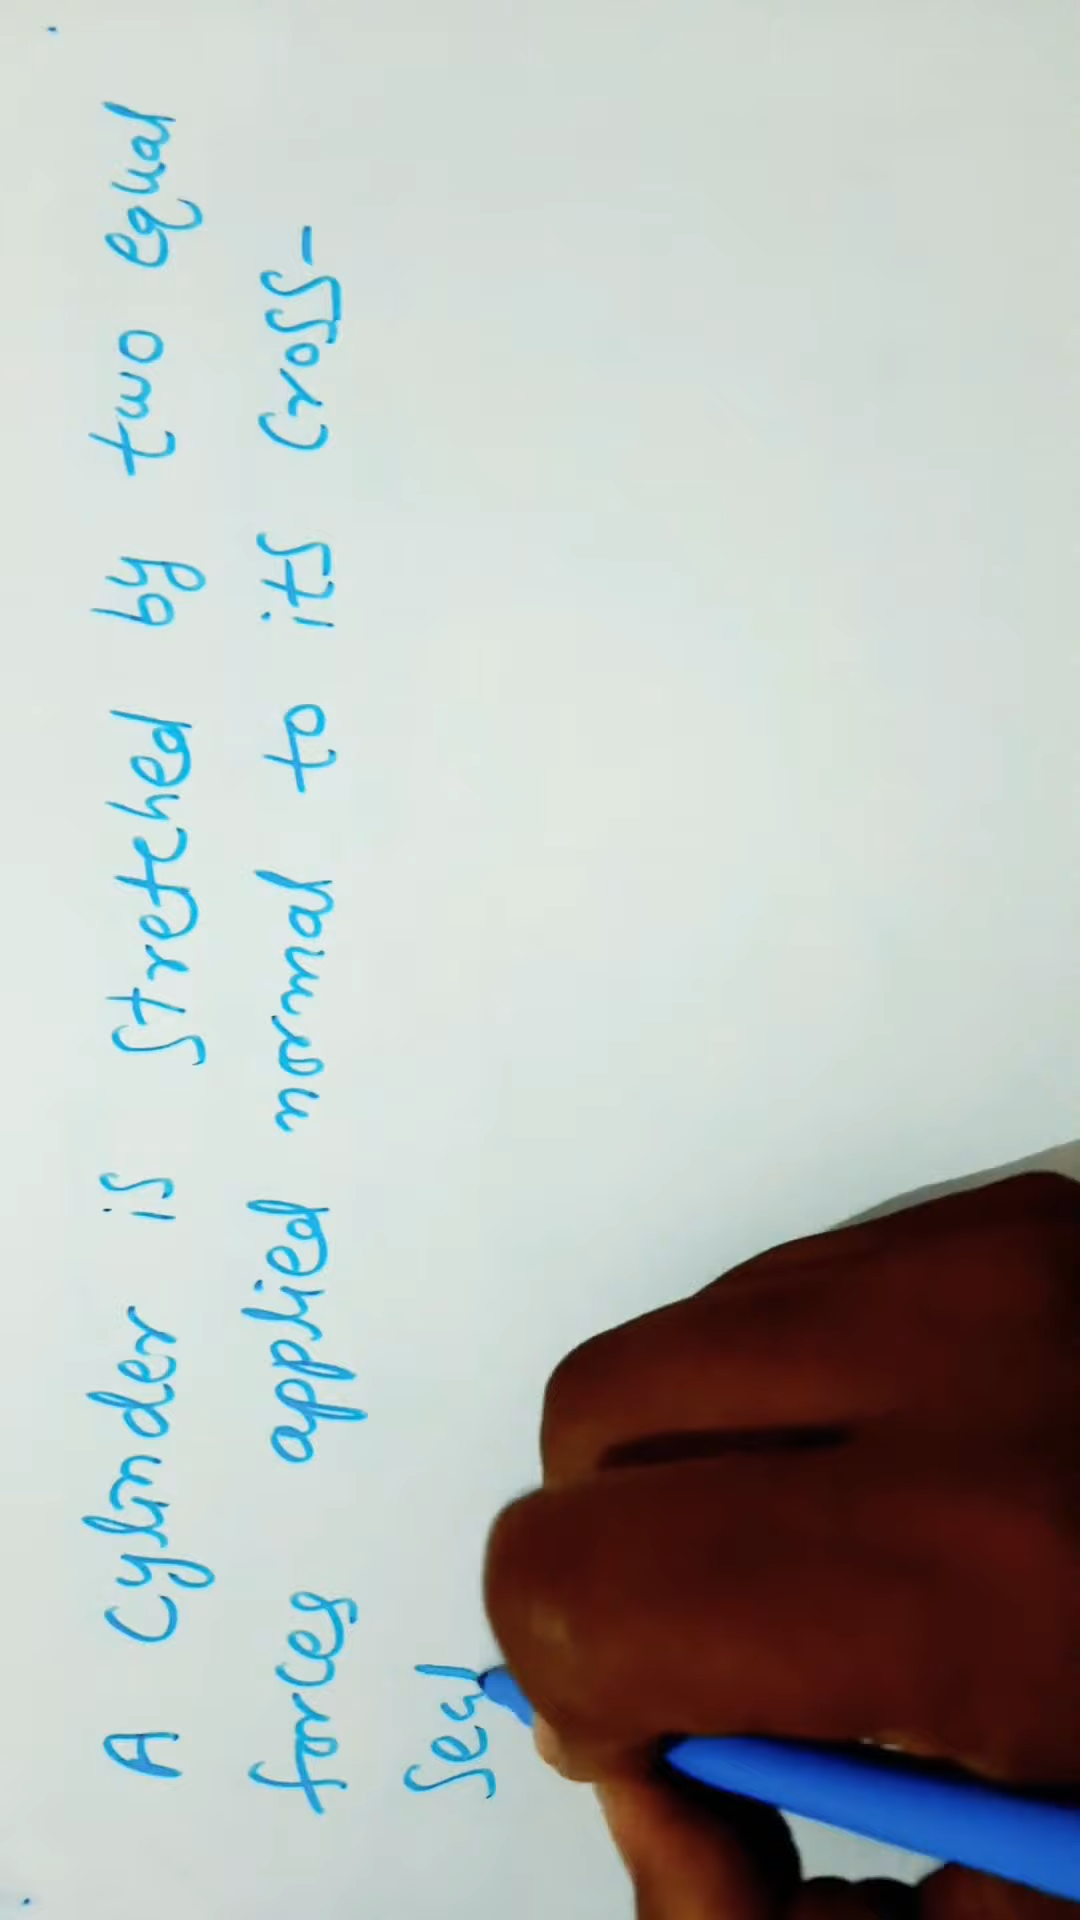 A Cylinder is Stretched by two equal
forces applied normal to its Cross-